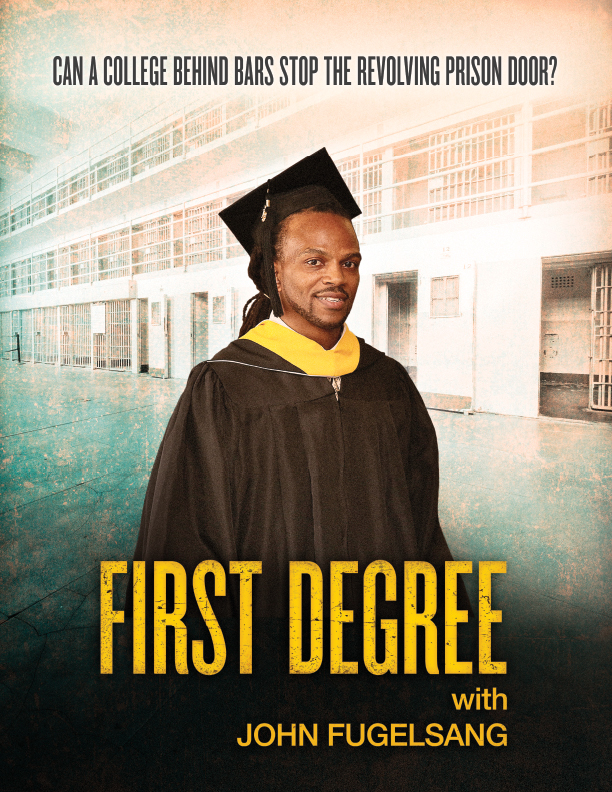 CAN A COLLEGE BEHIND BARS STOP THE REVOLVING PRISON DOOR?
FIRST DEGREE
with
JOHN FUGELSANG